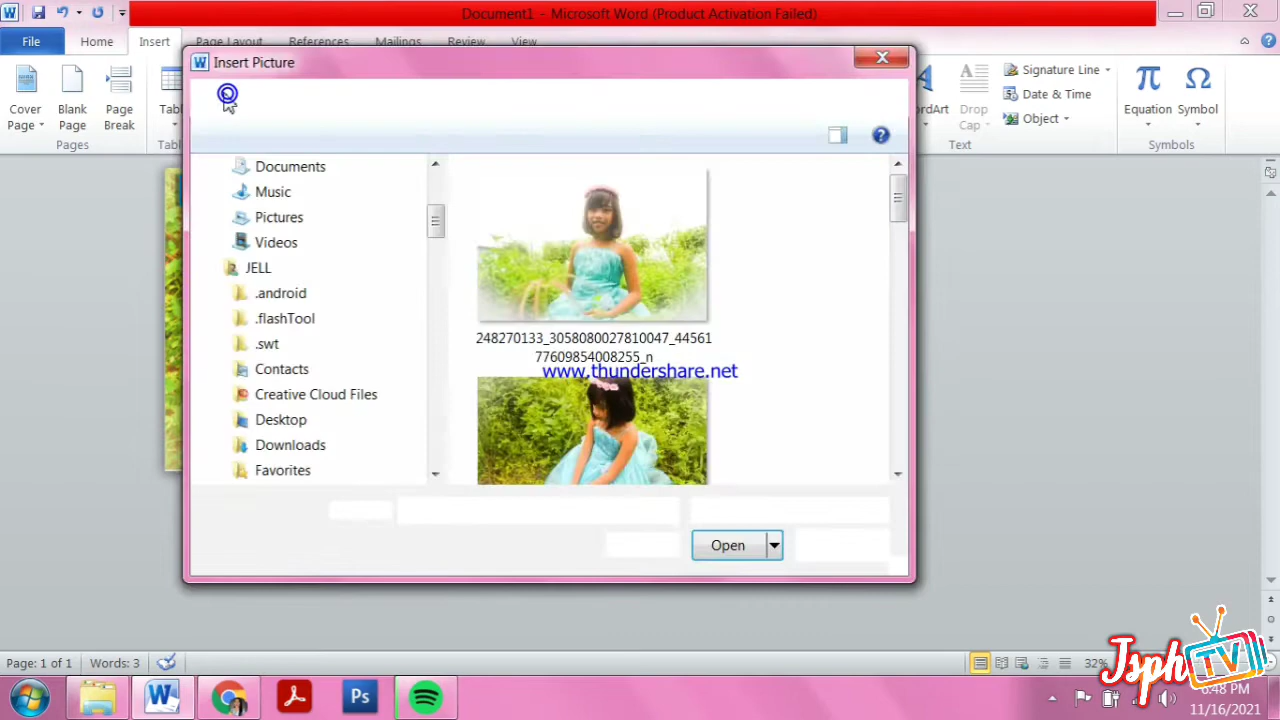 Document1 - Microsoft Word (Product Activation Failed)
File
Home
Insert
Page Layout
References
Mailings
Review
View
Insert Picture
Cover Page
Blank Page
Page Break
Pages
Drop Cap
Signature Line
Date & Time
Object
Text
Equation
Symbol
Symbols
Documents
Music
Pictures
Videos
JELL
.android
.flashTool
.swt
Contacts
Creative Cloud Files
Desktop
Downloads
Favorites
248270133_3058080027810047_44561
77609854008255_n
www.thundershare.net
Open
Page: 1 of 1
Words: 3
32%
Jsph TV
6:48 PM
11/16/2021
Ps